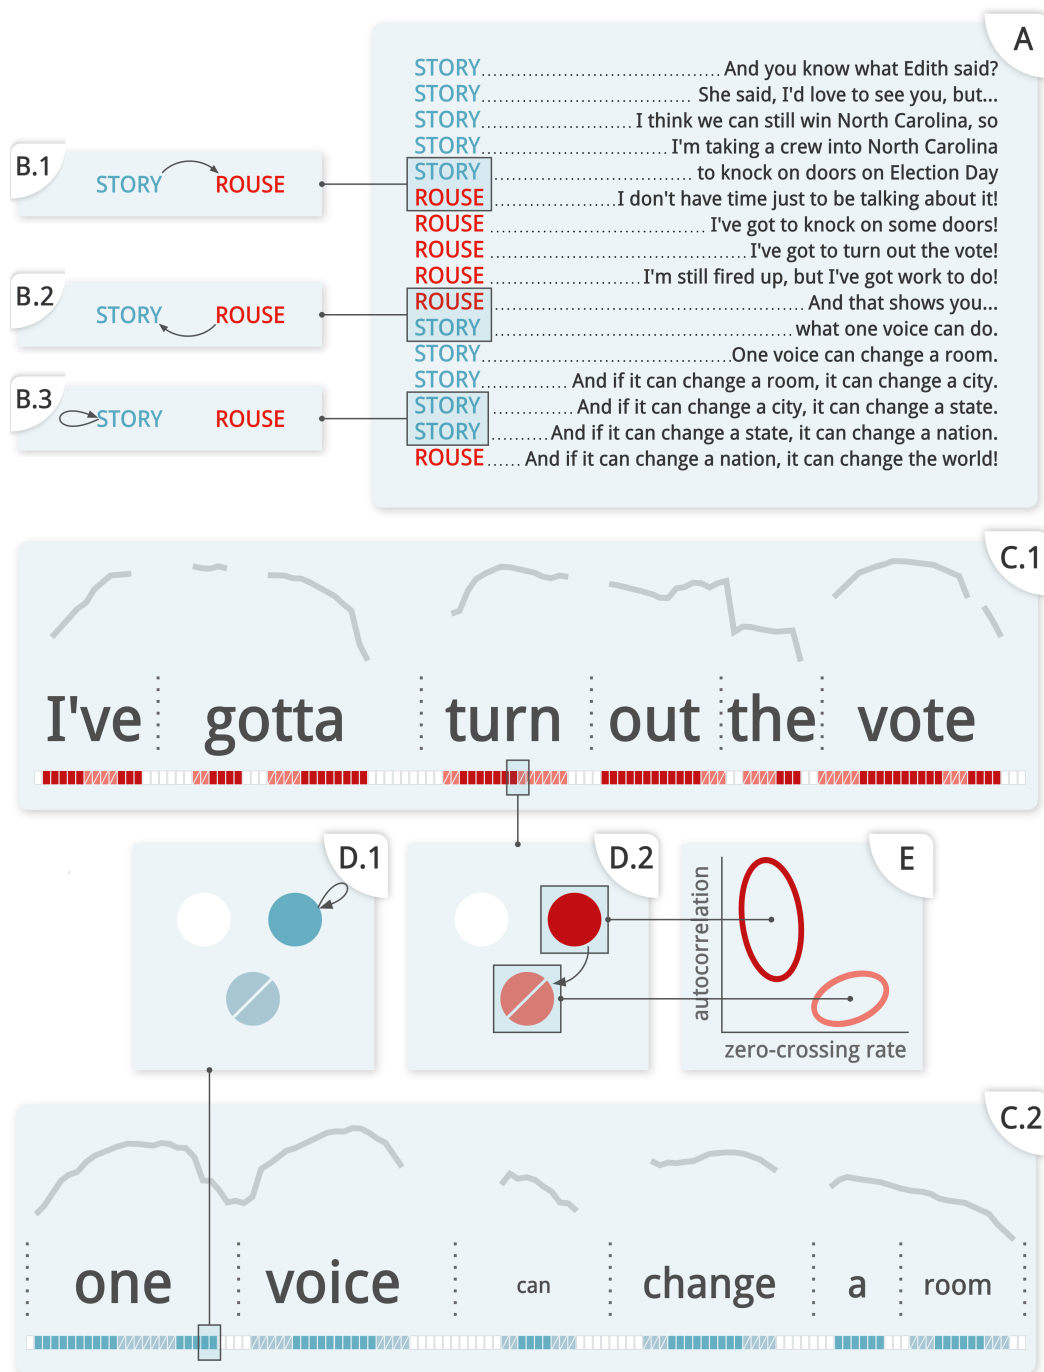 A
STORY And you know what Edith said?
STORY She said, I'd love to see you, but...
STORY I think we can still win North Carolina, so
STORY I'm taking a crew into North Carolina
STORY to knock on doors on Election Day
ROUSE I don't have time just to be talking about it!
ROUSE I've got to knock on some doors!
ROUSE I've got to turn out the vote!
ROUSE I'm still fired up, but I've got work to do!
ROUSE And that shows you...
STORY what one voice can do.
STORY One voice can change a room.
STORY And if it can change a room, it can change a city.
STORY And if it can change a city, it can change a state.
STORY And if it can change a state, it can change a nation.
ROUSE And if it can change a nation, it can change the world!
B.1
STORY ROUSE
B.2
STORY ROUSE
B.3
STORY ROUSE
C.1
I've gotta turn out the vote
D.1
D.2
E
autocorrelation
zero-crossing rate
C.2
one voice can change a room